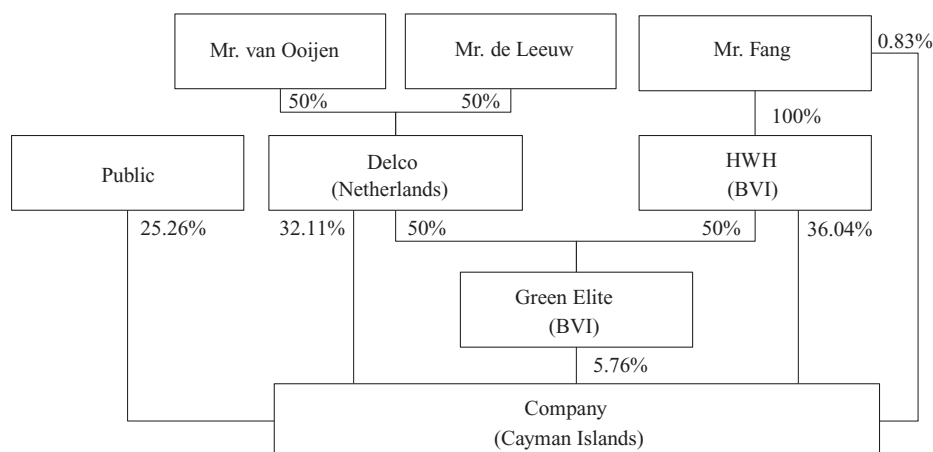 Mr. van Ooijen
Mr. de Leeuw
Mr. Fang
0.83%
50%
50%
100%
Public
Delco
(Netherlands)
HWH
(BVI)
25.26%
32.11%
50%
50%
36.04%
Green Elite
(BVI)
5.76%
Company
(Cayman Islands)